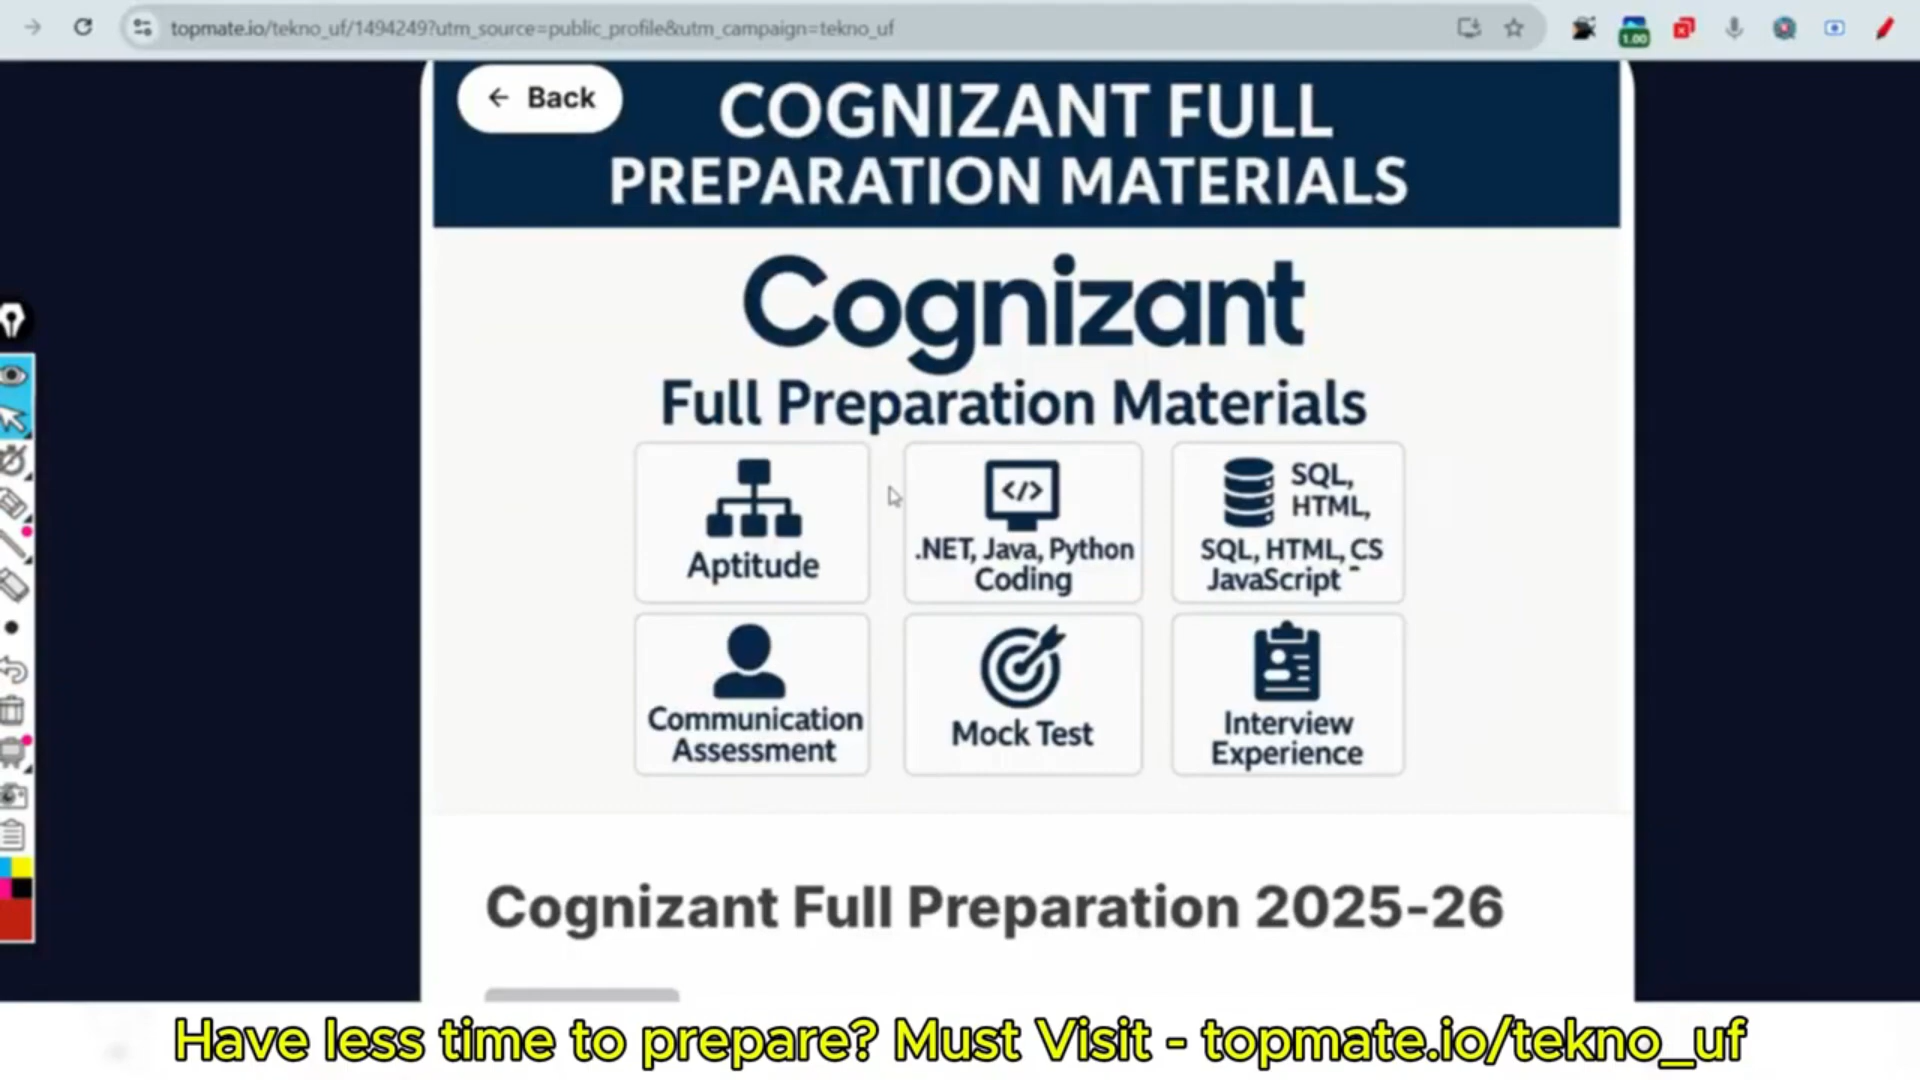 topmate.io/tekno_uf/1494249?utm_source=public_profile&utm_campaign=tekno_uf
1.00
← Back
COGNIZANT FULL
PREPARATION MATERIALS
Cognizant
Full Preparation Materials
Aptitude
</>
.NET, Java, Python
Coding
SQL,
HTML,
SQL, HTML, CS
JavaScript -
Communication
Assessment
Mock Test
Interview
Experience
Cognizant Full Preparation 2025-26
Have less time to prepare? Must Visit - topmate.io/tekno_uf